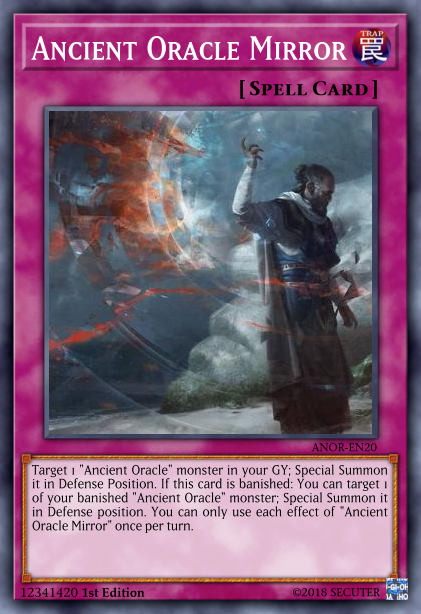 ANCIENT ORACLE MIRROR
TRAP
罠
[SPELL CARD]
ANOR-EN20
Target 1 "Ancient Oracle" monster in your GY; Special Summon
it in Defense Position. If this card is banished: You can target 1
of your banished "Ancient Oracle" monster; Special Summon it
in Defense position. You can only use each effect of "Ancient
Oracle Mirror" once per turn.
12341420 1st Edition
©2018 SECUTER